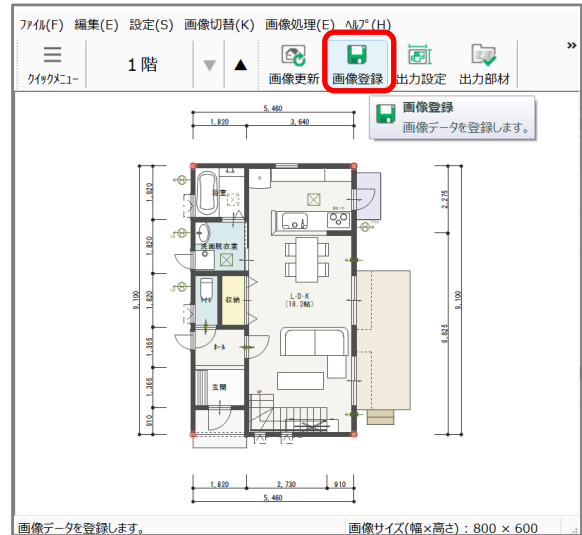 ﾌｧｲﾙ(F) 編集(E) 設定(S) 画像切替(K) 画像処理(E) ﾍﾙﾌﾟ(H)
ｸｲｯｸﾒﾆｭｰ 1階 ▼ ▲ 画像更新 画像登録 出力設定 出力部材 »
画像登録
画像データを登録します。
5,460
1,820 3,640
1,820
浴室
2,275
1,820
洗面脱衣室
9,100
1,820
ﾄｲﾚ 収納
L・D・K
(18.2帖)
9,100
6,825
1,365
ﾎｰﾙ
1,365
玄関
UP
910
1,820 2,730 910
5,460
画像データを登録します。 画像サイズ(幅×高さ) : 800 × 600